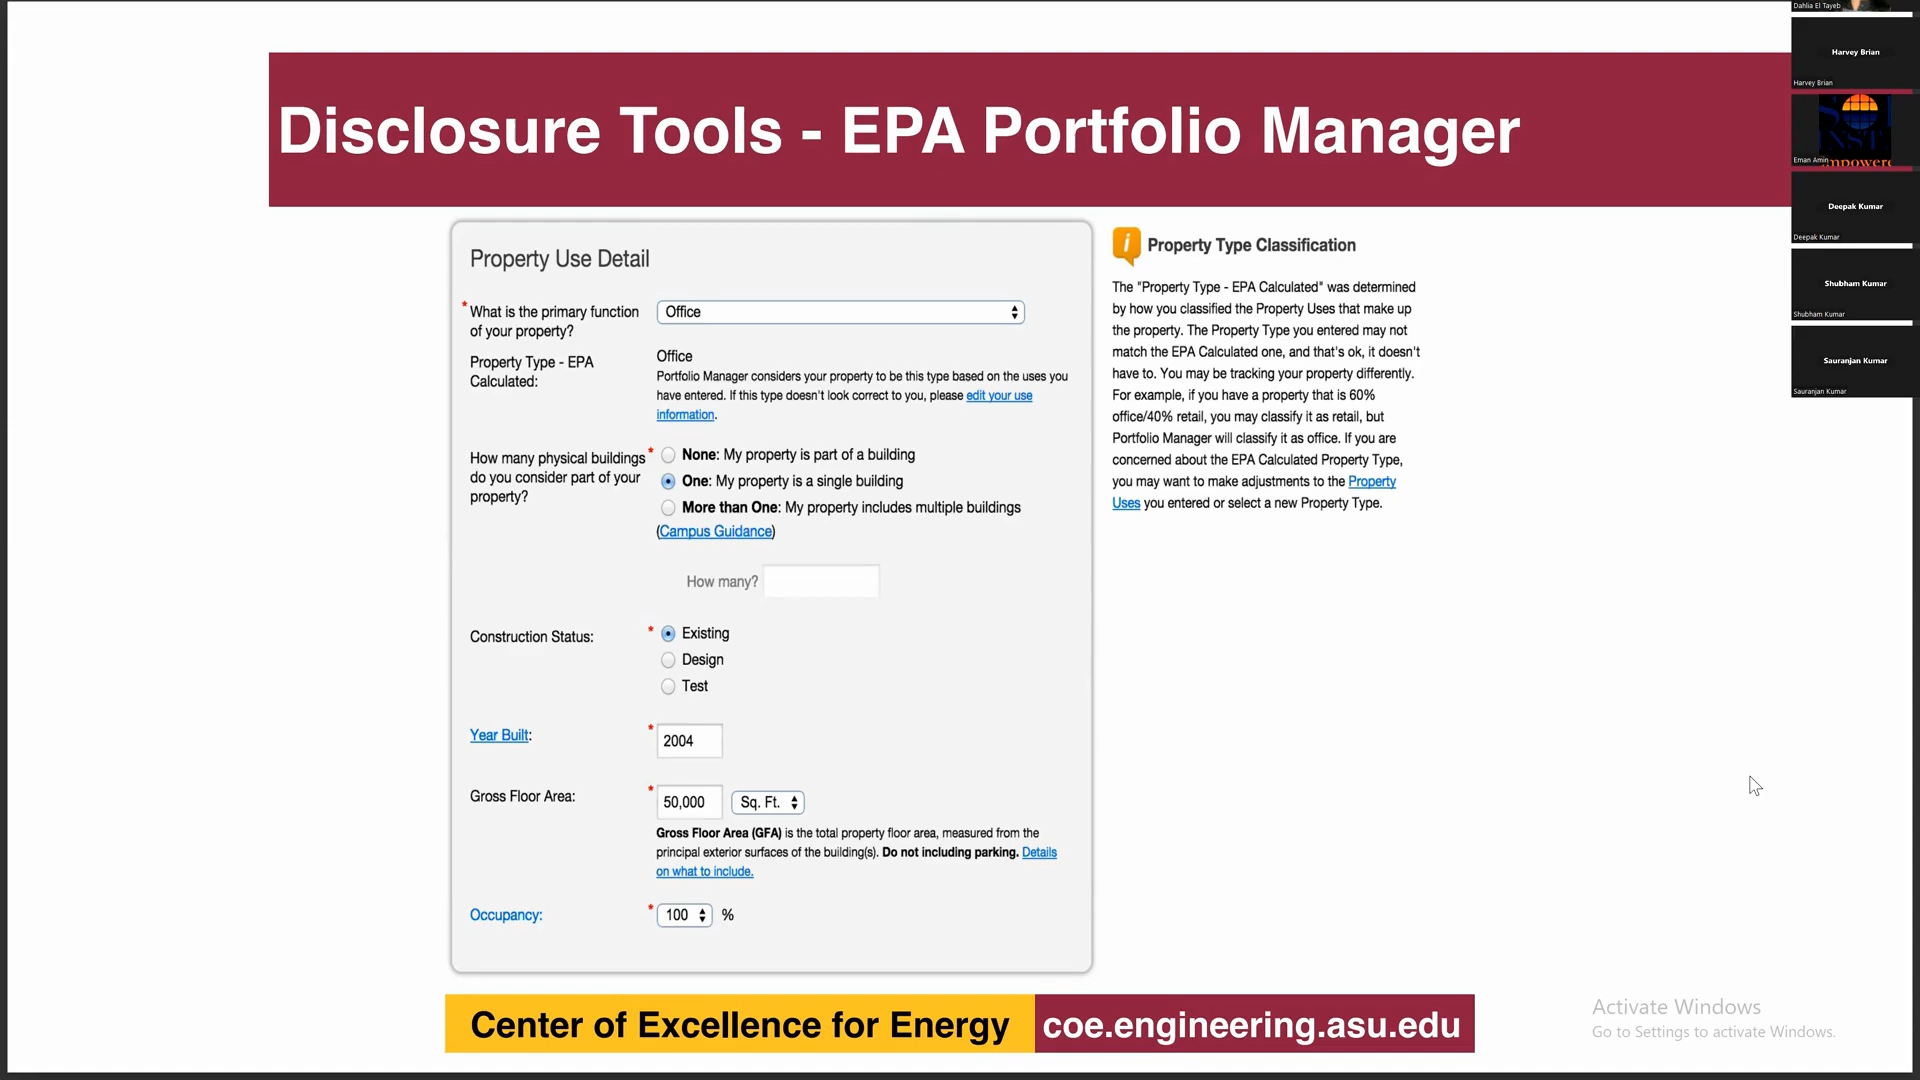 Disclosure Tools - EPA Portfolio Manager
Property Use Detail
* What is the primary function
of your property?
Office
Property Type - EPA
Calculated:
Office
Portfolio Manager considers your property to be this type based on the uses you
have entered. If this type doesn't look correct to you, please edit your use
information.
How many physical buildings *
do you consider part of your
property?
None: My property is part of a building
One: My property is a single building
More than One: My property includes multiple buildings
(Campus Guidance)
How many?
Construction Status: *
Existing
Design
Test
Year Built: * 2004
Gross Floor Area: * 50,000 Sq. Ft.
Gross Floor Area (GFA) is the total property floor area, measured from the
principal exterior surfaces of the building(s). Do not including parking. Details
on what to include.
Occupancy: * 100 %
i Property Type Classification
The "Property Type - EPA Calculated" was determined
by how you classified the Property Uses that make up
the property. The Property Type you entered may not
match the EPA Calculated one, and that's ok, it doesn't
have to. You may be tracking your property differently.
For example, if you have a property that is 60%
office/40% retail, you may classify it as retail, but
Portfolio Manager will classify it as office. If you are
concerned about the EPA Calculated Property Type,
you may want to make adjustments to the Property
Uses you entered or select a new Property Type.
Center of Excellence for Energy
coe.engineering.asu.edu
Activate Windows
Go to Settings to activate Windows.
Dahlia El Tayeb
Harvey Brian
Harvey Brian
Eman Amin
Deepak Kumar
Deepak Kumar
Shubham Kumar
Shubham Kumar
Sauranjan Kumar
Sauranjan Kumar